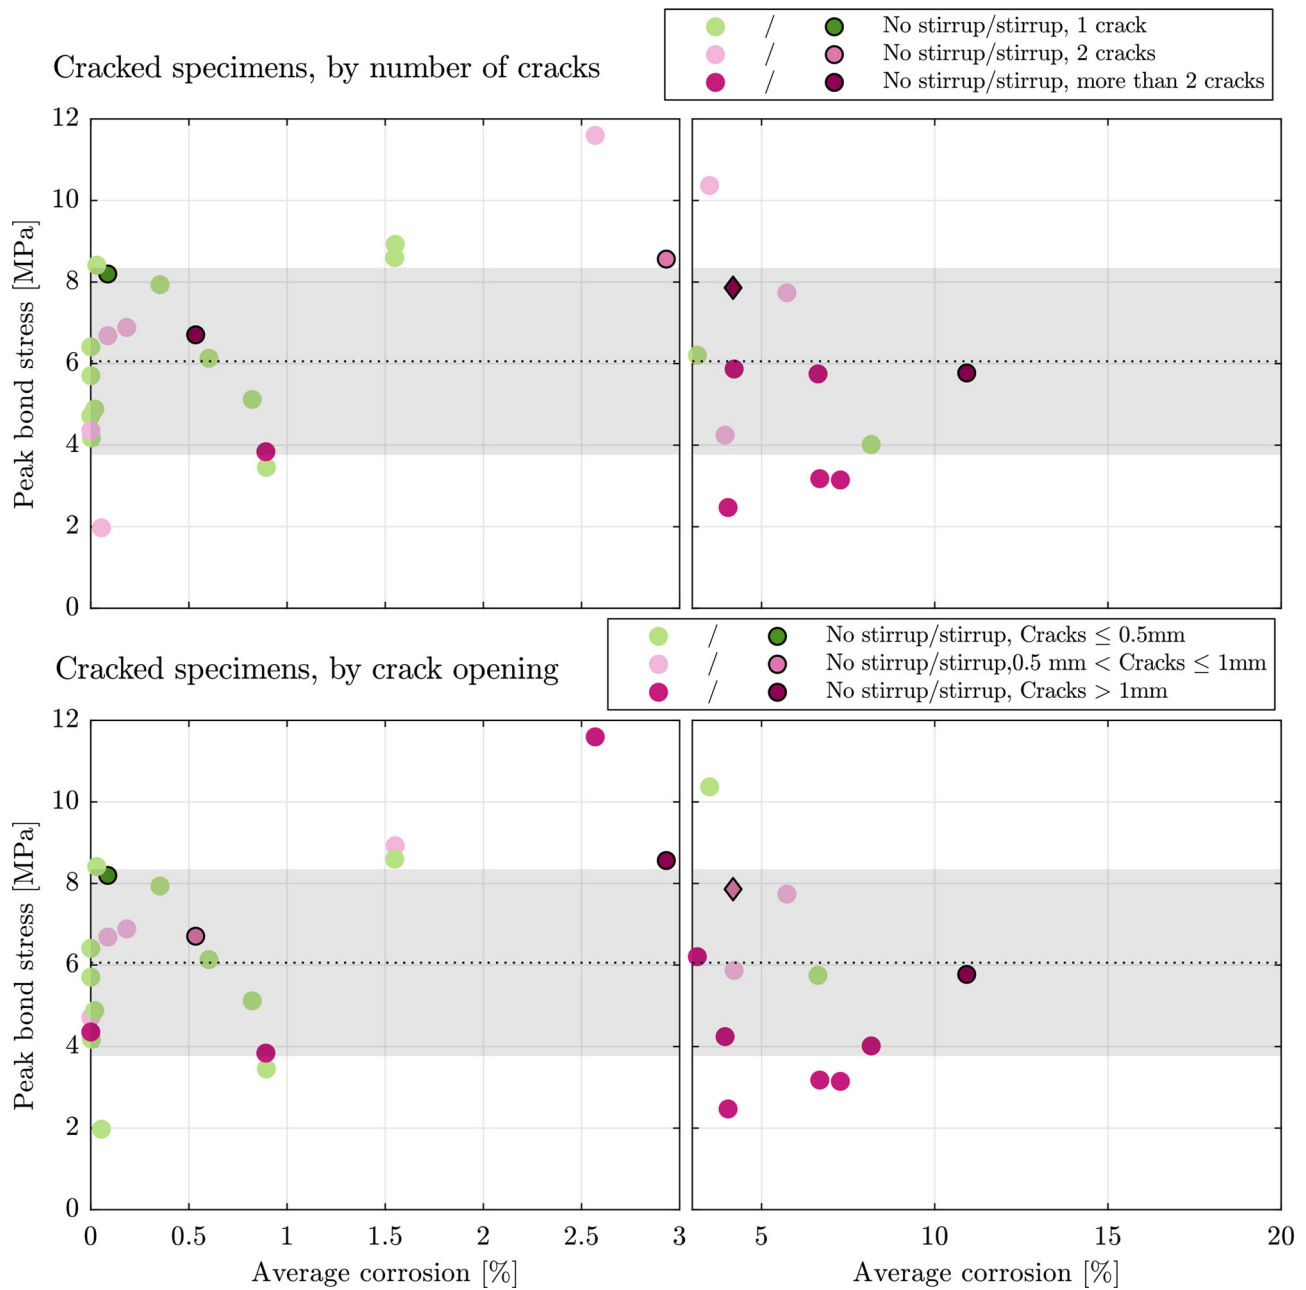 Cracked specimens, by number of cracks
/ No stirrup/stirrup, 1 crack
/ No stirrup/stirrup, 2 cracks
/ No stirrup/stirrup, more than 2 cracks
Peak bond stress [MPa]
12
10
8
6
4
2
0
Cracked specimens, by crack opening
/ No stirrup/stirrup, Cracks ≤ 0.5mm
/ No stirrup/stirrup,0.5 mm < Cracks ≤ 1mm
/ No stirrup/stirrup, Cracks > 1mm
Peak bond stress [MPa]
12
10
8
6
4
2
0
0 0.5 1 1.5 2 2.5 3 5 10 15 20
Average corrosion [%] Average corrosion [%]